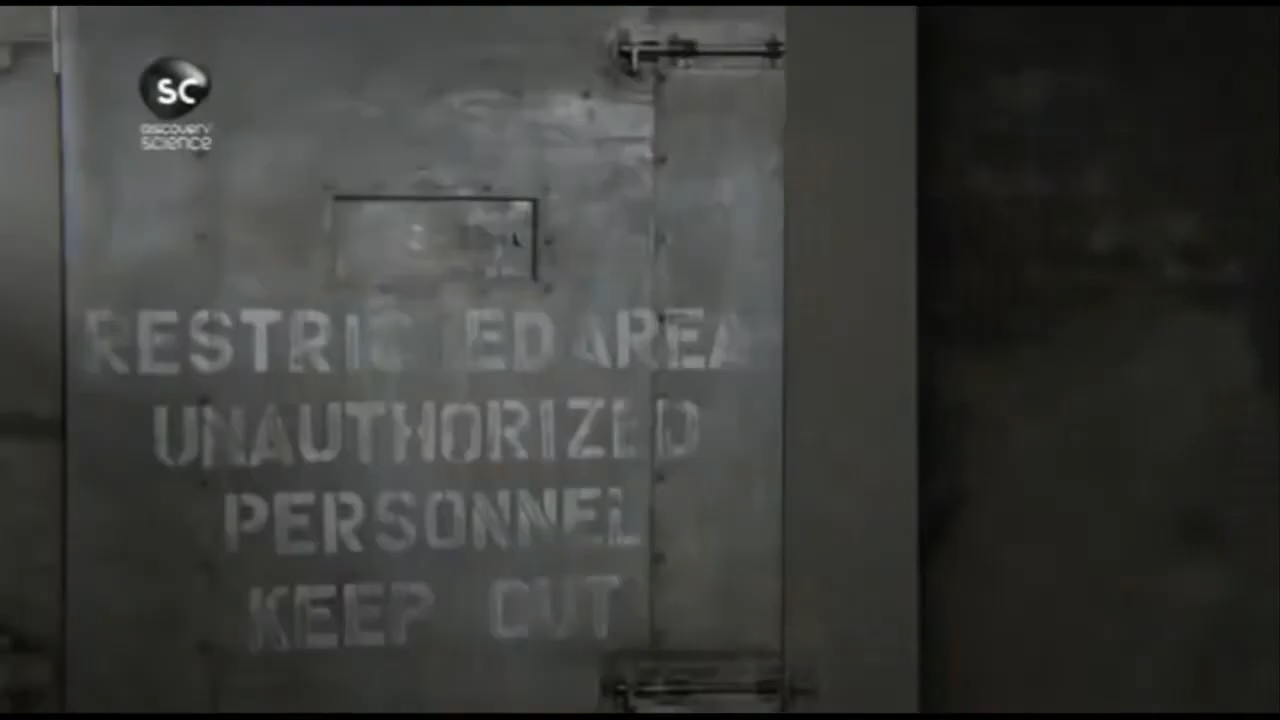 SC
DISCOVERY
SCIENCE
RESTRICTED AREA
UNAUTHORIZED
PERSONNEL
KEEP OUT